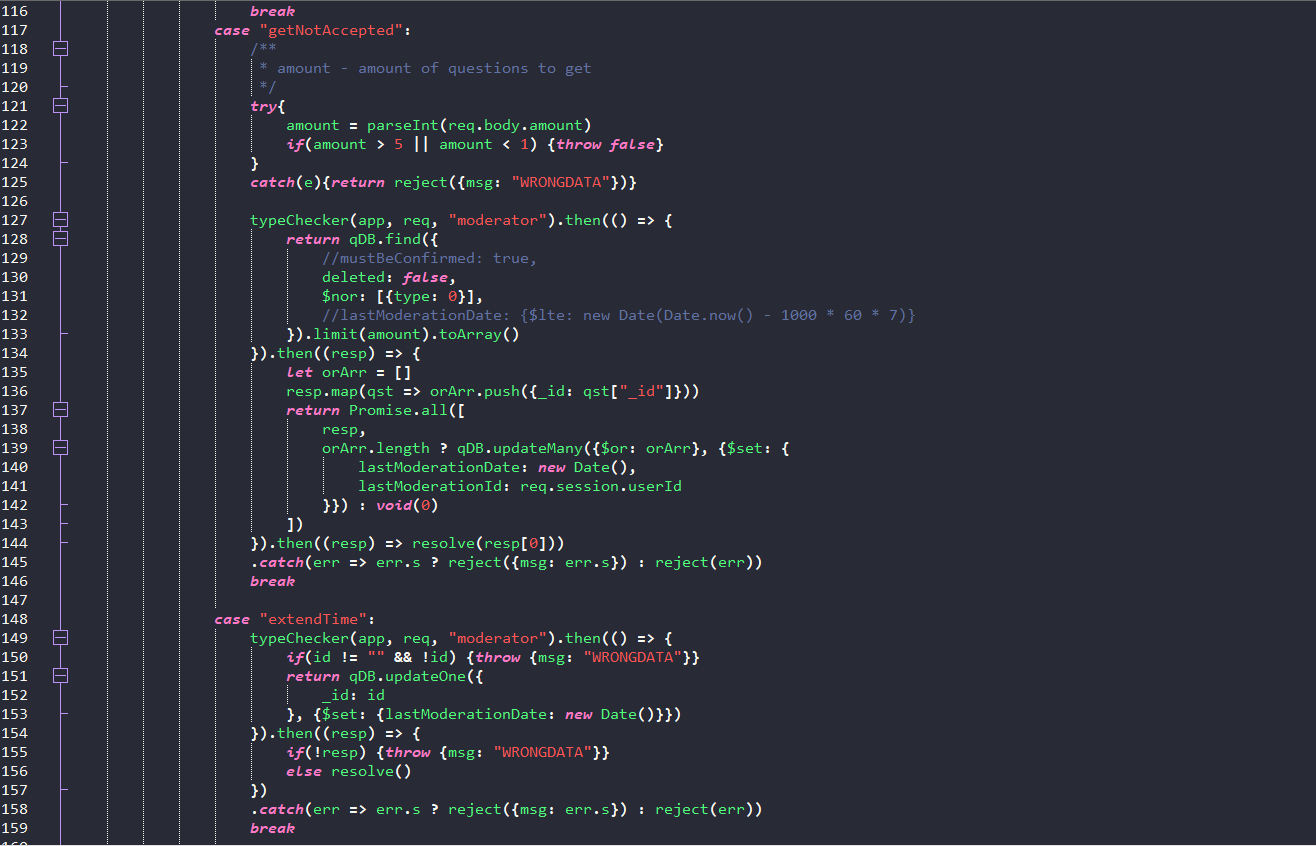 116 break
117 case "getNotAccepted":
118 /**
119 * amount - amount of questions to get
120 */
121 try{
122 amount = parseInt(req.body.amount)
123 if(amount > 5 || amount < 1) {throw false}
124 }
125 catch(e){return reject({msg: "WRONGDATA"})}
126
127 typeChecker(app, req, "moderator").then(() => {
128 return qDB.find({
129 //mustBeConfirmed: true,
130 deleted: false,
131 $nor: [{type: 0}],
132 //lastModerationDate: {$lte: new Date(Date.now() - 1000 * 60 * 7)}
133 }).limit(amount).toArray()
134 }).then((resp) => {
135 let orArr = []
136 resp.map(qst => orArr.push({_id: qst["_id"]}))
137 return Promise.all([
138 resp,
139 orArr.length ? qDB.updateMany({$or: orArr}, {$set: {
140 lastModerationDate: new Date(),
141 lastModerationId: req.session.userId
142 }}) : void(0)
143 ])
144 }).then((resp) => resolve(resp[0]))
145 .catch(err => err.s ? reject({msg: err.s}) : reject(err))
146 break
147
148 case "extendTime":
149 typeChecker(app, req, "moderator").then(() => {
150 if(id != "" && !id) {throw {msg: "WRONGDATA"}}
151 return qDB.updateOne({
152 _id: id
153 }, {$set: {lastModerationDate: new Date()}})
154 }).then((resp) => {
155 if(!resp) {throw {msg: "WRONGDATA"}}
156 else resolve()
157 })
158 .catch(err => err.s ? reject({msg: err.s}) : reject(err))
159 break